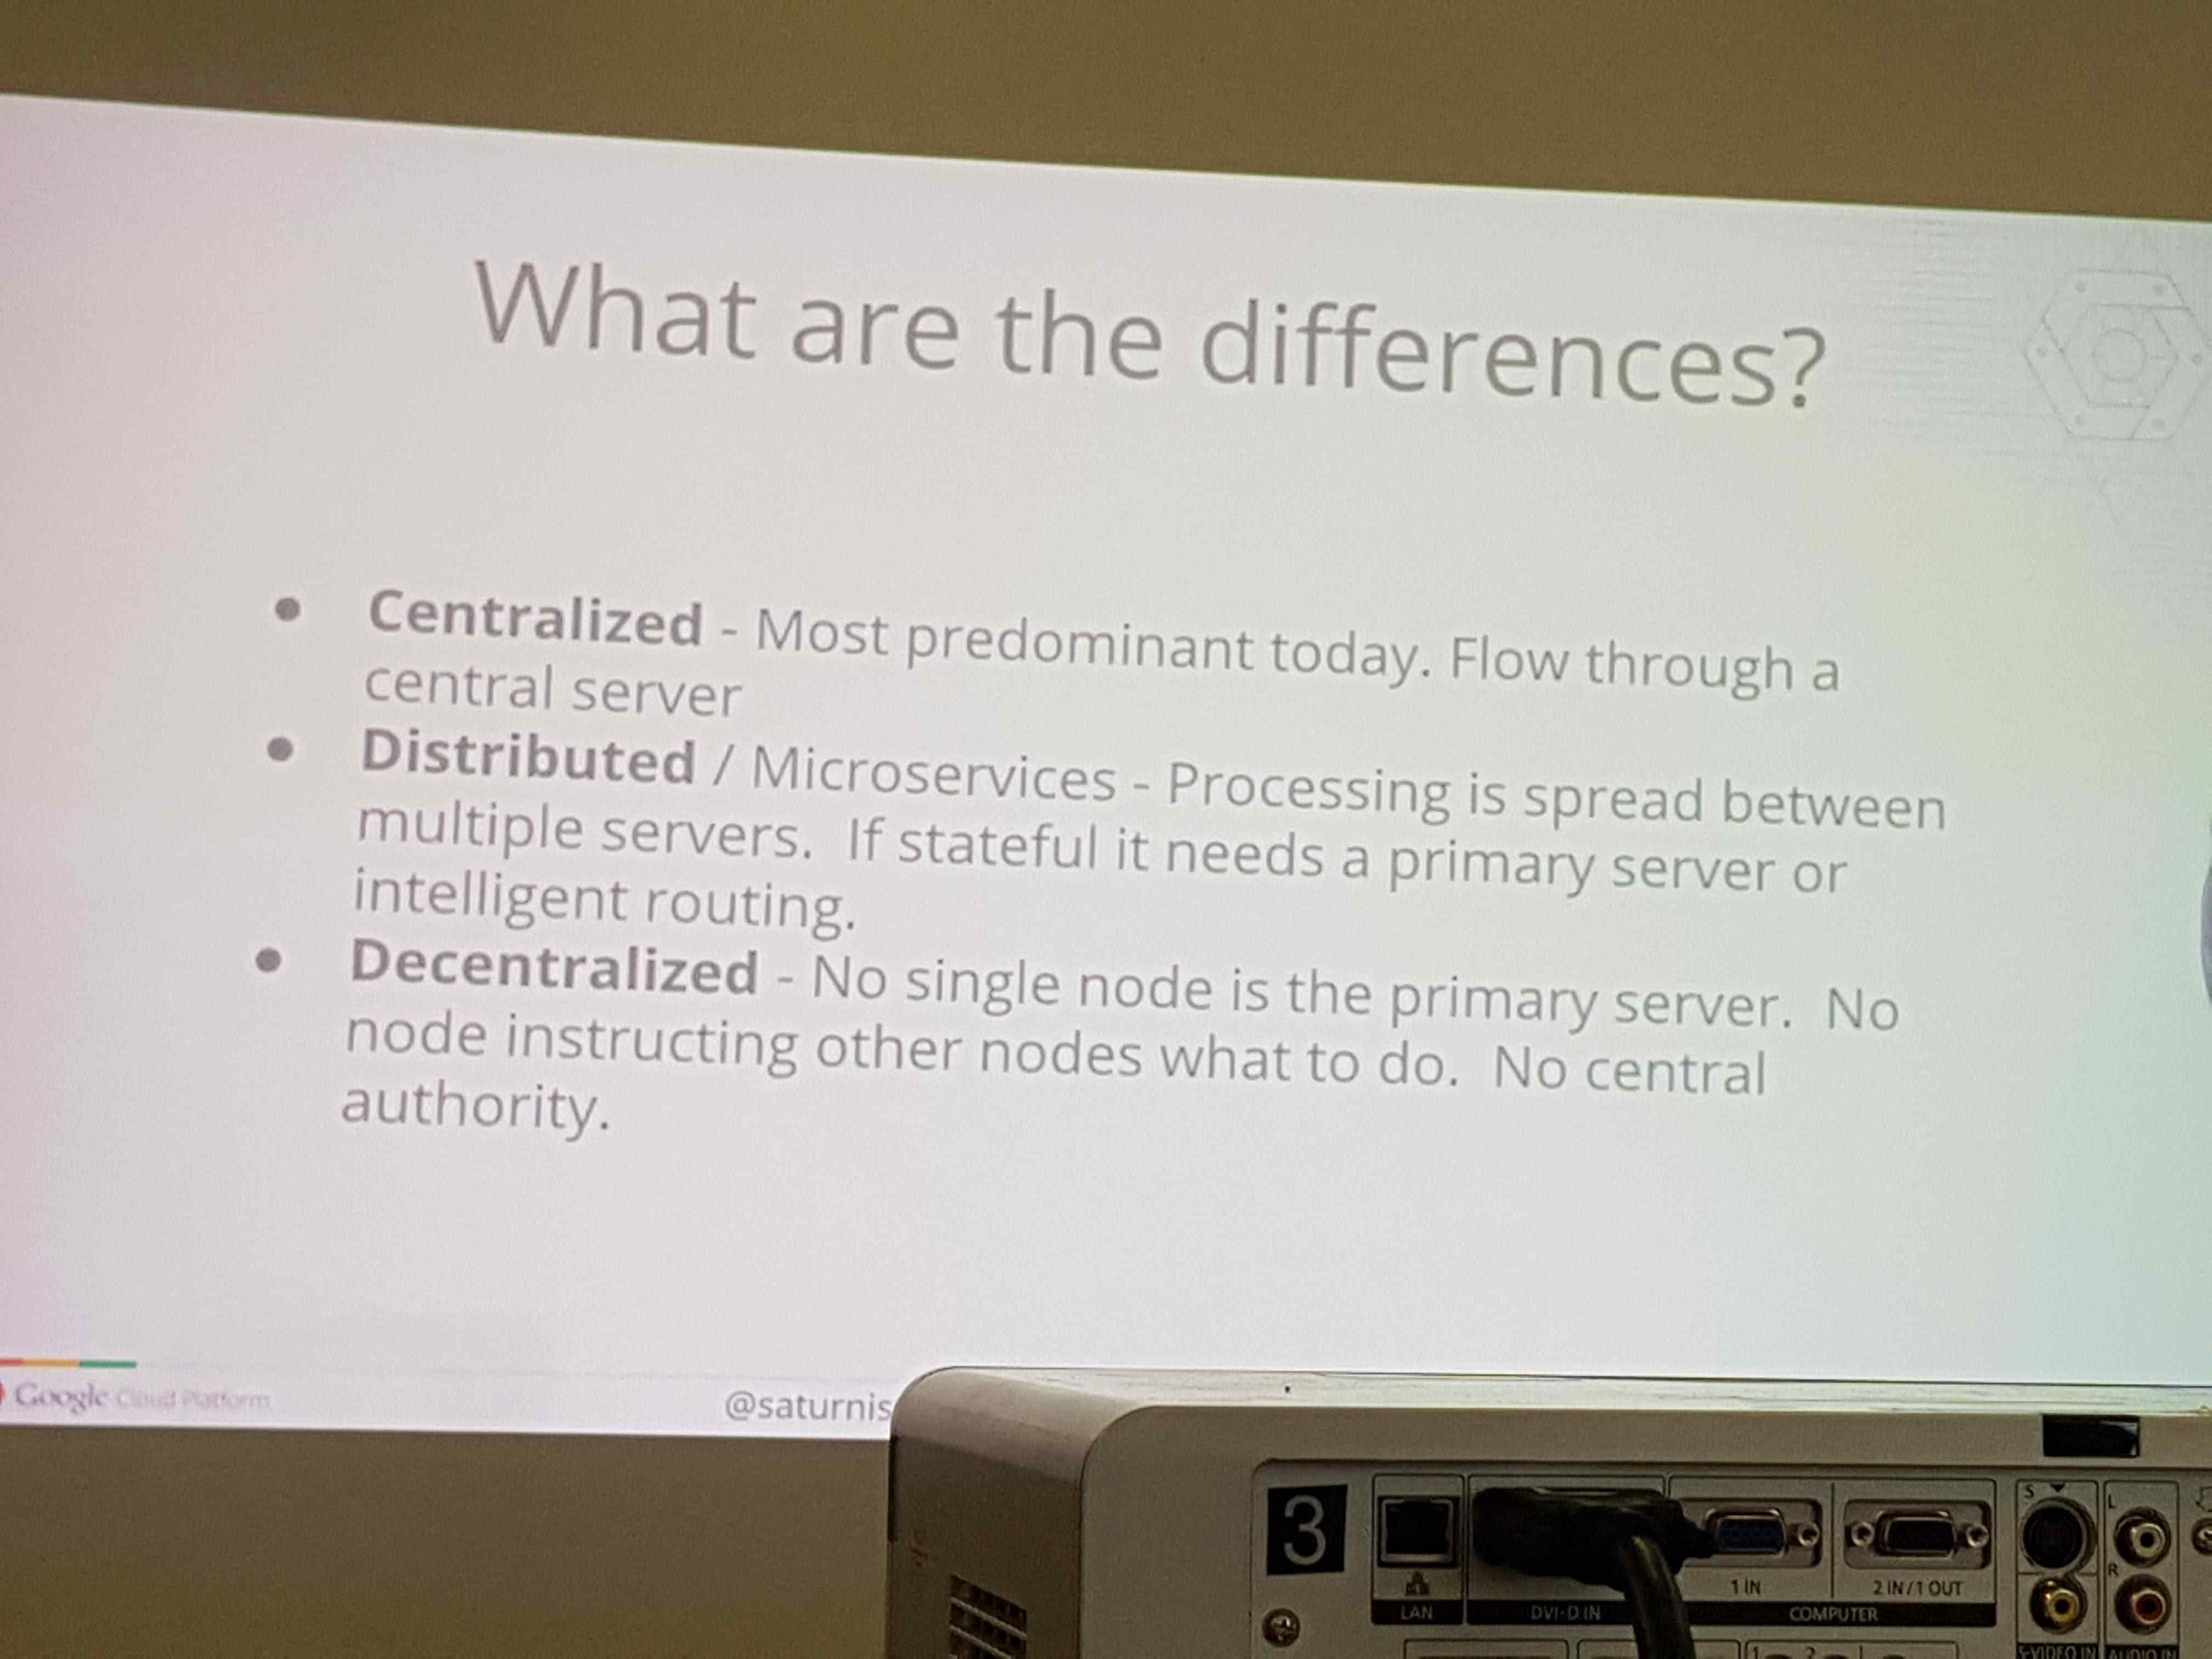 What are the differences?
● Centralized - Most predominant today. Flow through a
central server
● Distributed / Microservices - Processing is spread between
multiple servers.  If stateful it needs a primary server or
intelligent routing.
● Decentralized - No single node is the primary server.  No
node instructing other nodes what to do.  No central
authority.
Google Cloud Platform
@saturnis
3
S
L
R
1 IN
2 IN / 1 OUT
LAN
DVI-D IN
COMPUTER
S-VIDEO IN
AUDIO IN
1 2